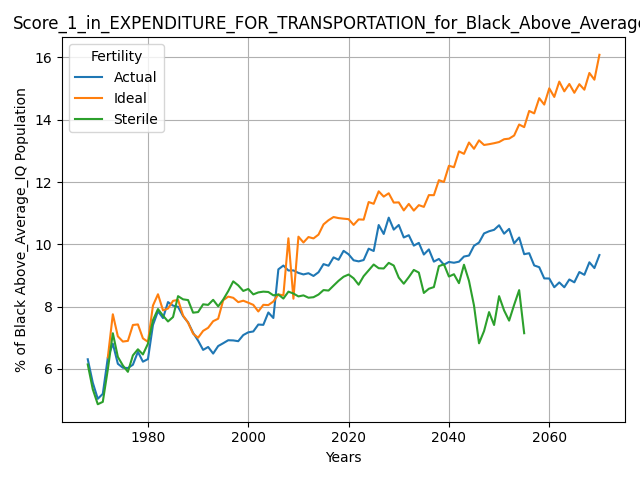 Score_1_in_EXPENDITURE_FOR_TRANSPORTATION_for_Black_Above_Average
16
14
12
10
8
6
% of Black Above_Average_IQ Population
Fertility
Actual
Ideal
Sterile
1980 2000 2020 2040 2060
Years